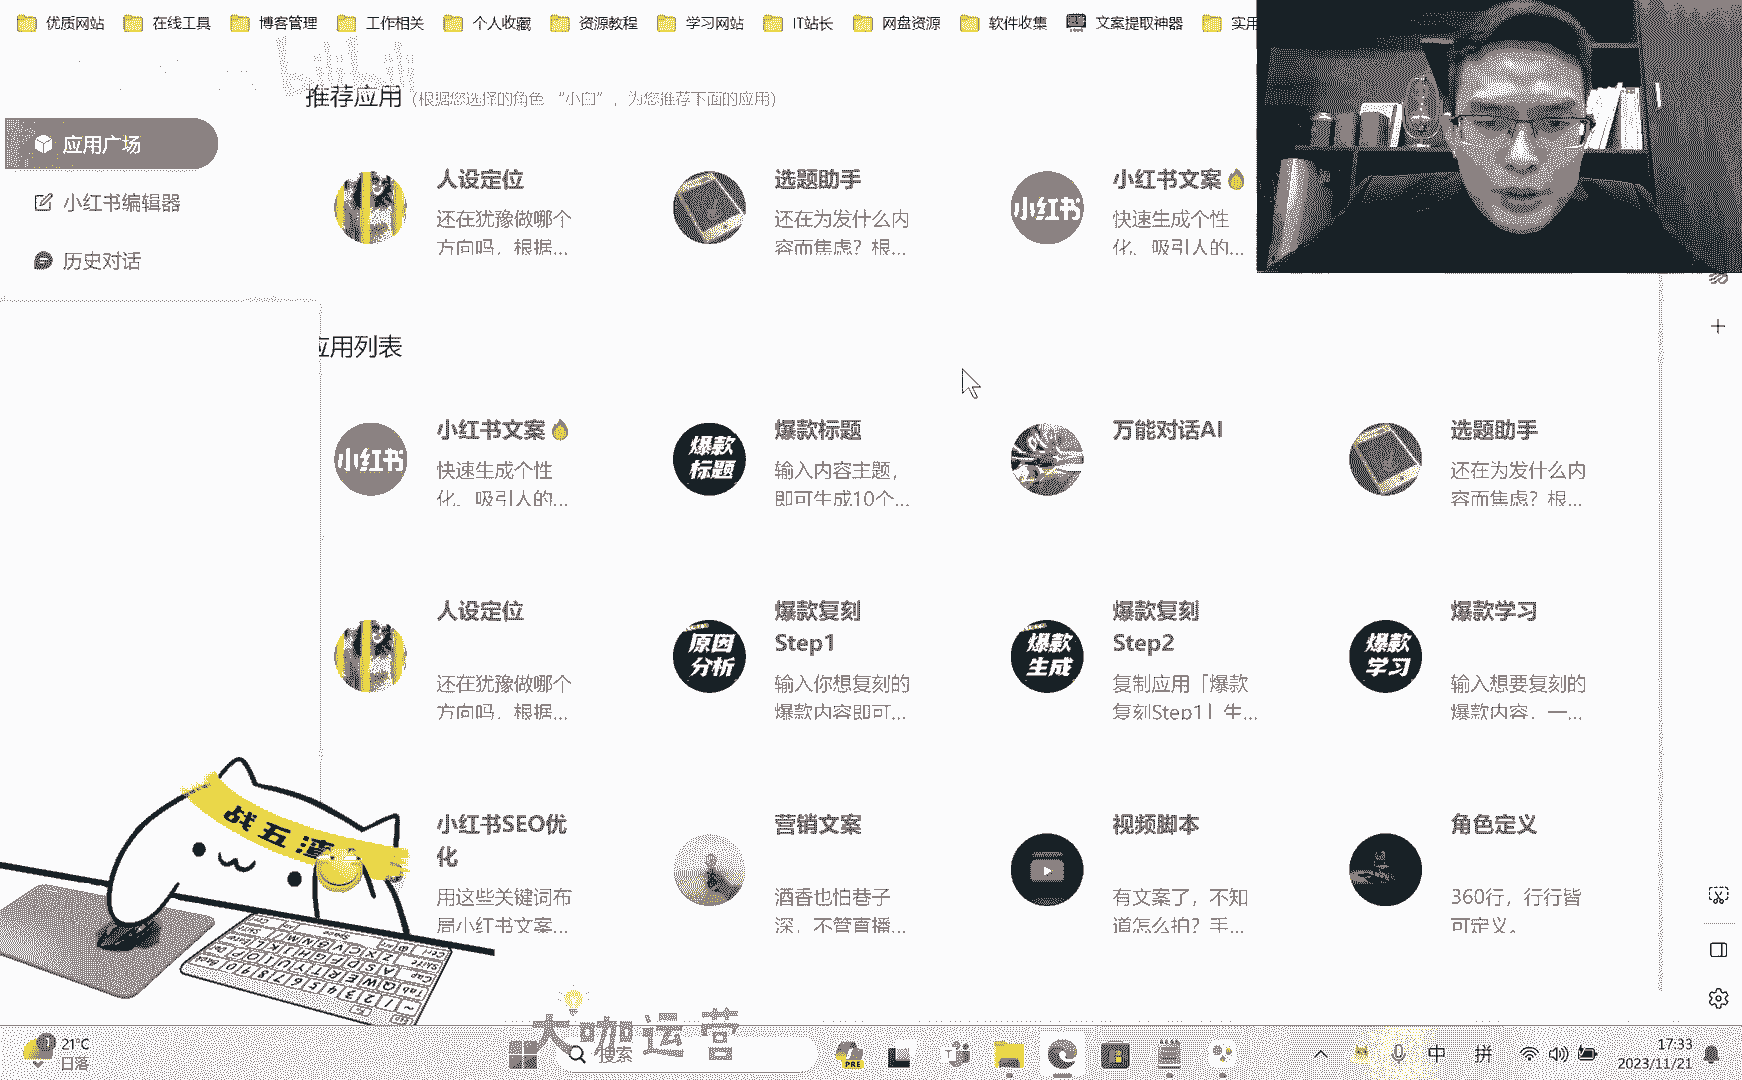 优质网站 在线工具 博客管理 工作相关 个人收藏 资源教程 学习网站 IT站长 网盘资源 软件收集 文案提取神器 实用
bilibili
推荐应用 (根据您选择的角色 “小白”，为您推荐下面的应用)
应用广场
小红书编辑器
历史对话
人设定位
还在犹豫做哪个
方向吗，根据...
选题助手
还在为发什么内
容而焦虑？根...
小红书
小红书文案
快速生成个性
化、吸引人的...
应用列表
小红书
小红书文案
快速生成个性
化、吸引人的...
爆款
标题
爆款标题
输入内容主题，
即可生成10个...
万能对话AI
选题助手
还在为发什么内
容而焦虑？根...
人设定位
还在犹豫做哪个
方向吗，根据...
原因
分析
爆款复刻
Step1
输入你想复刻的
爆款内容即可...
爆款
生成
爆款复刻
Step2
复制应用「爆款
复刻Step1」生...
爆款
学习
爆款学习
输入想要复刻的
爆款内容，一...
小红书SEO优
化
用这些关键词布
局小红书文案...
营销文案
酒香也怕巷子
深，不管直播...
视频脚本
有文案了，不知
道怎么拍？手...
角色定义
360行，行行皆
可定义。
战五渣
大咖运营
21°C
日落
搜索
PRE
中 拼
17:33
2023/11/21